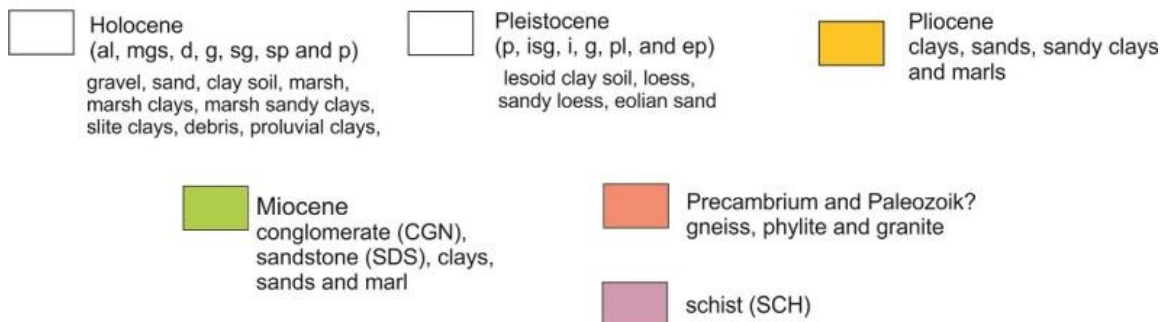 Holocene
(al, mgs, d, g, sg, sp and p)
gravel, sand, clay soil, marsh,
marsh clays, marsh sandy clays,
slite clays, debris, proluvial clays,
Pleistocene
(p, isg, i, g, pl, and ep)
lesoid clay soil, loess,
sandy loess, eolian sand
Pliocene
clays, sands, sandy clays
and marls
Miocene
conglomerate (CGN),
sandstone (SDS), clays,
sands and marl
Precambrium and Paleozoik?
gneiss, phylite and granite
schist (SCH)